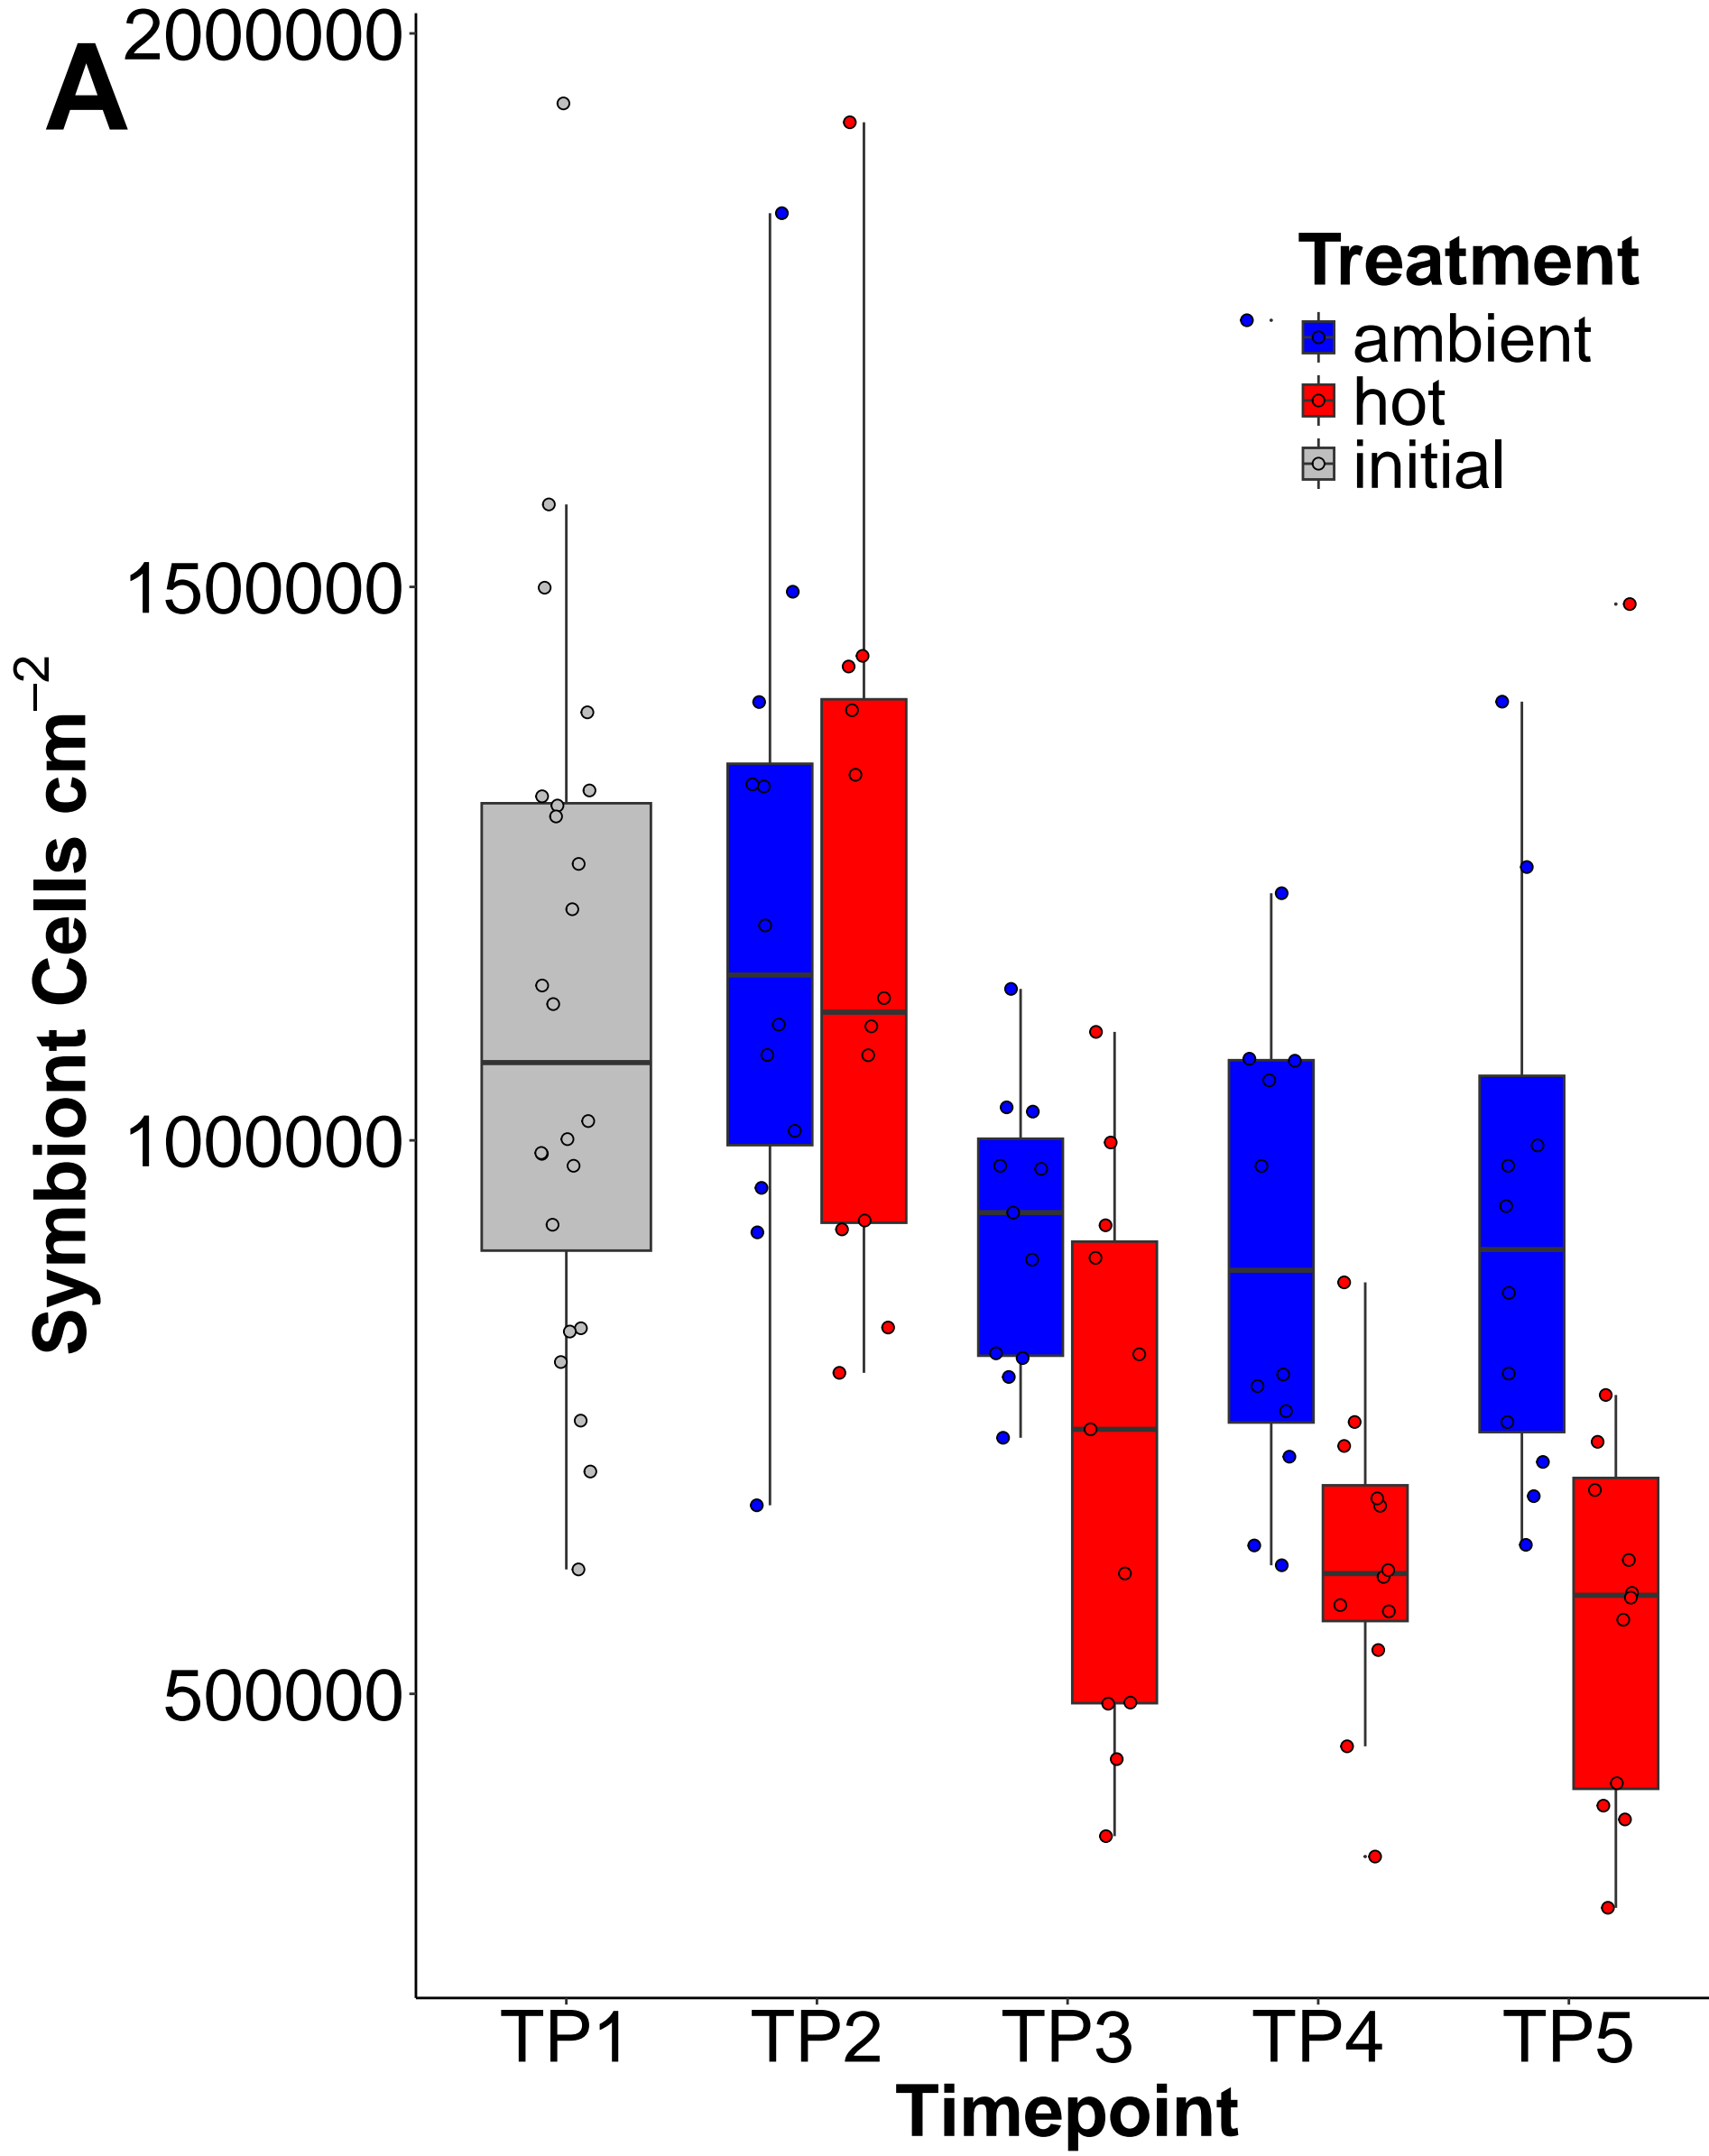 A
2000000
1500000
1000000
500000
Symbiont Cells cm−2
Treatment
ambient
hot
initial
TP1 TP2 TP3 TP4 TP5
Timepoint